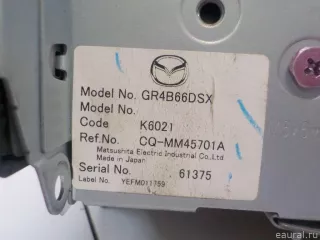 Model No. GR4B66DSX
Model No.
Code K6021
Ref.No. CQ-MM45701A
Matsushita Electric Industrial Co.,Ltd
Made in Japan
Serial No. 61375
Label No. YEFM011759
eaural.ru